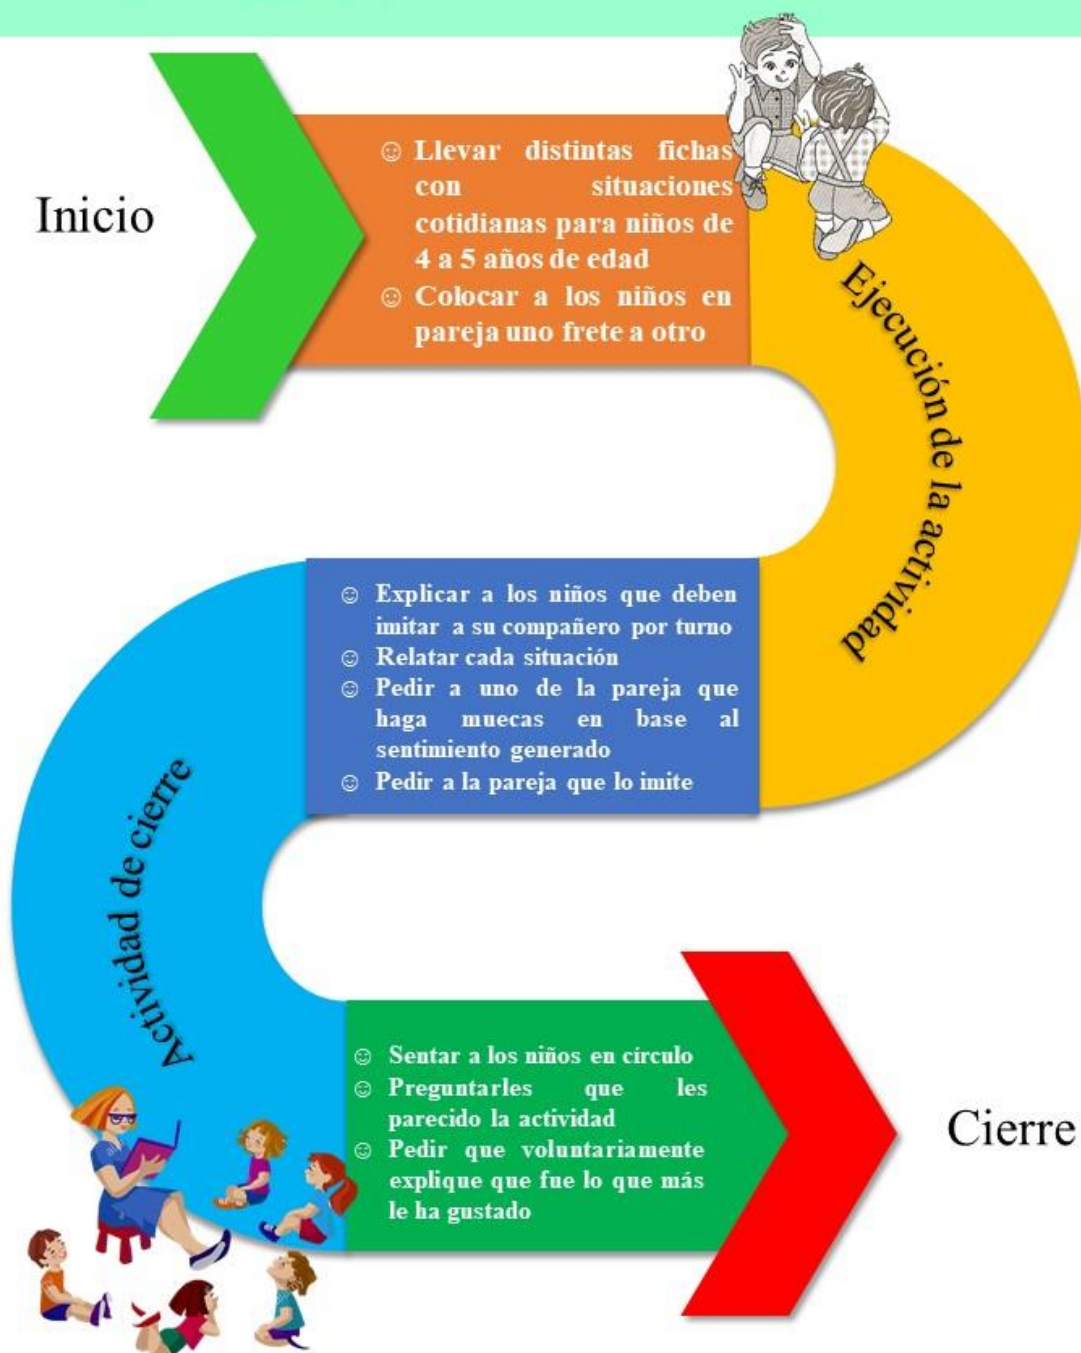 Inicio
☺ Llevar distintas fichas
con situaciones
cotidianas para niños de
4 a 5 años de edad
☺ Colocar a los niños en
pareja uno frete a otro
Ejecución de la actividad
☺ Explicar a los niños que deben
imitar a su compañero por turno
☺ Relatar cada situación
☺ Pedir a uno de la pareja que
haga muecas en base al
sentimiento generado
☺ Pedir a la pareja que lo imite
Actividad de cierre
☺ Sentar a los niños en círculo
☺ Preguntarles que les
parecido la actividad
☺ Pedir que voluntariamente
explique que fue lo que más
le ha gustado
Cierre